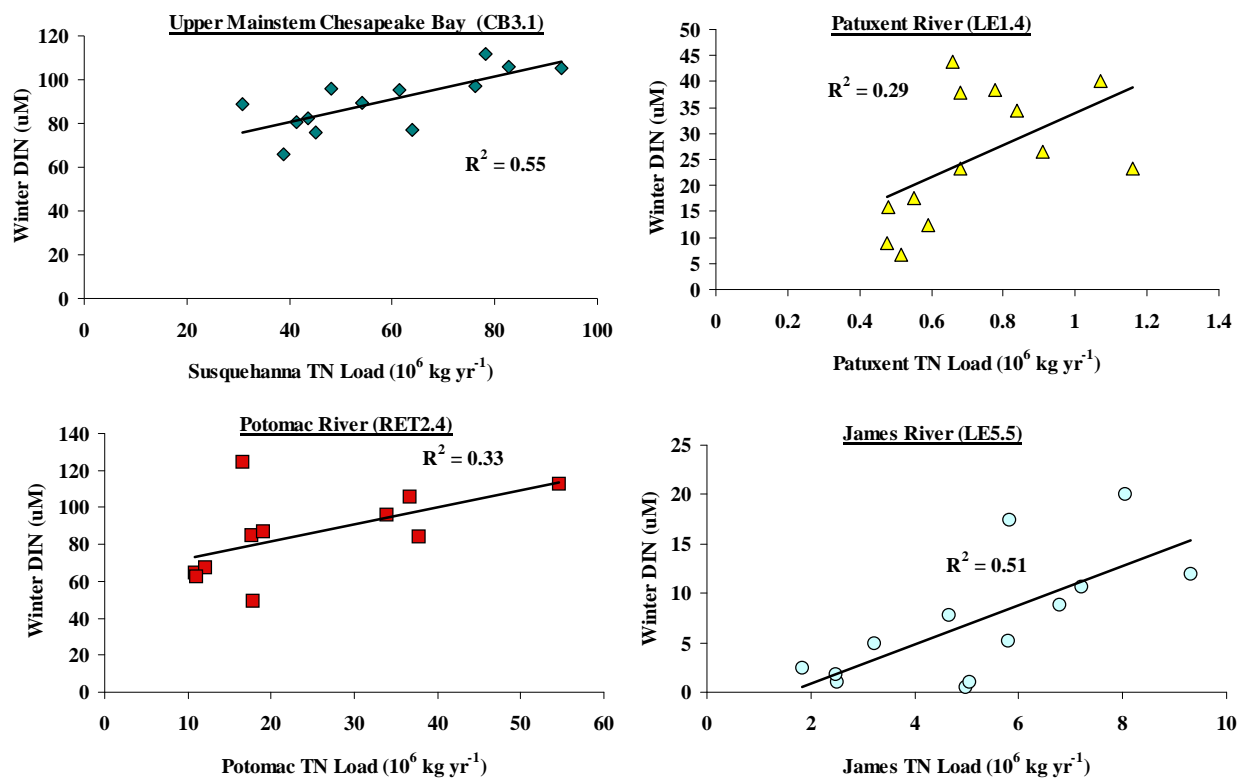 Upper Mainstem Chesapeake Bay (CB3.1)
120
100
80
60
40
20
0
Winter DIN (uM)
R² = 0.55
0 20 40 60 80 100
Susquehanna TN Load (10⁶ kg yr⁻¹)
Patuxent River (LE1.4)
50
45
40
35
30
25
20
15
10
5
0
Winter DIN (uM)
R² = 0.29
0 0.2 0.4 0.6 0.8 1 1.2 1.4
Patuxent TN Load (10⁶ kg yr⁻¹)
Potomac River (RET2.4)
140
120
100
80
60
40
20
0
Winter DIN (uM)
R² = 0.33
0 10 20 30 40 50 60
Potomac TN Load (10⁶ kg yr⁻¹)
James River (LE5.5)
25
20
15
10
5
0
Winter DIN (uM)
R² = 0.51
0 2 4 6 8 10
James TN Load (10⁶ kg yr⁻¹)